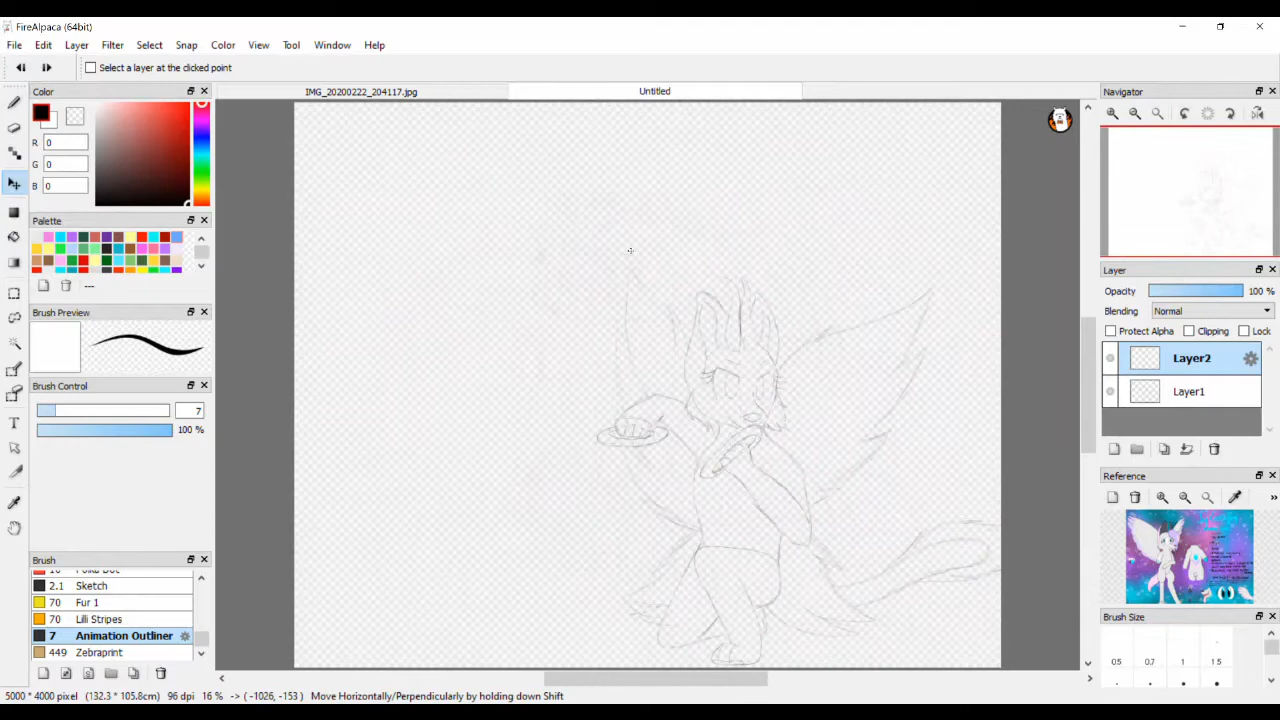 FireAlpaca (64bit)
File Edit Layer Filter Select Snap Color View Tool Window Help
Select a layer at the clicked point
Color
IMG_20200222_204117.jpg
Untitled
Navigator
R 0
G 0
B 0
Palette
---
Layer
Opacity 100 %
Blending Normal
Brush Preview
Protect Alpha Clipping Lock
Layer2
Brush Control
Layer1
7
100 %
Reference
Brush
2.1 Sketch
70 Fur 1
70 Lilli Stripes
7 Animation Outliner
449 Zebraprint
Brush Size
0.5 0.7 1 1.5
5000 * 4000 pixel (132.3 * 105.8cm) 96 dpi 16 % -> (-1026, -153) Move Horizontally/Perpendicularly by holding down Shift